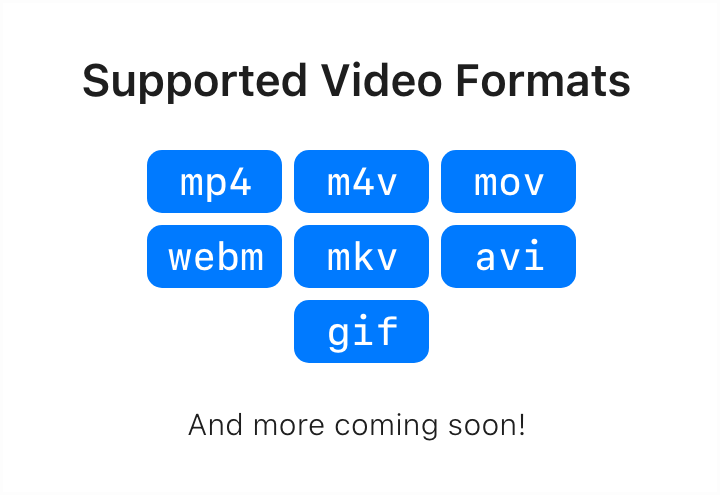 Supported Video Formats
mp4 m4v mov
webm mkv avi
gif
And more coming soon!